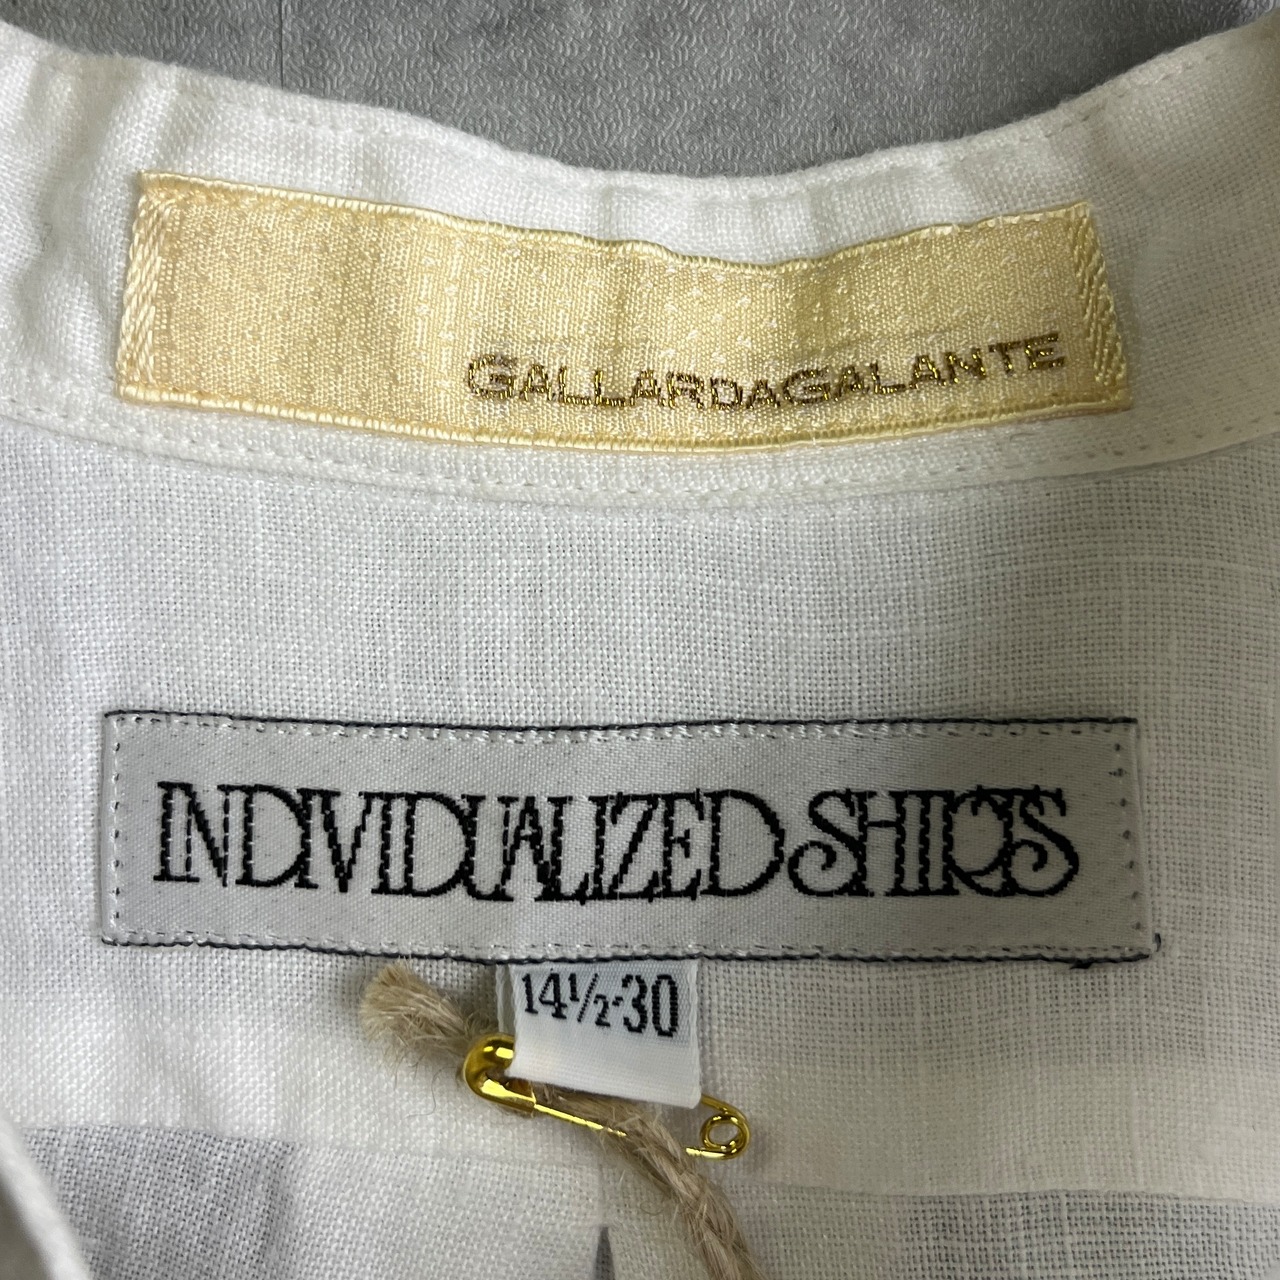 GALLARDAGALANTE
INDIVIDUALIZED SHIRTS
14½-30